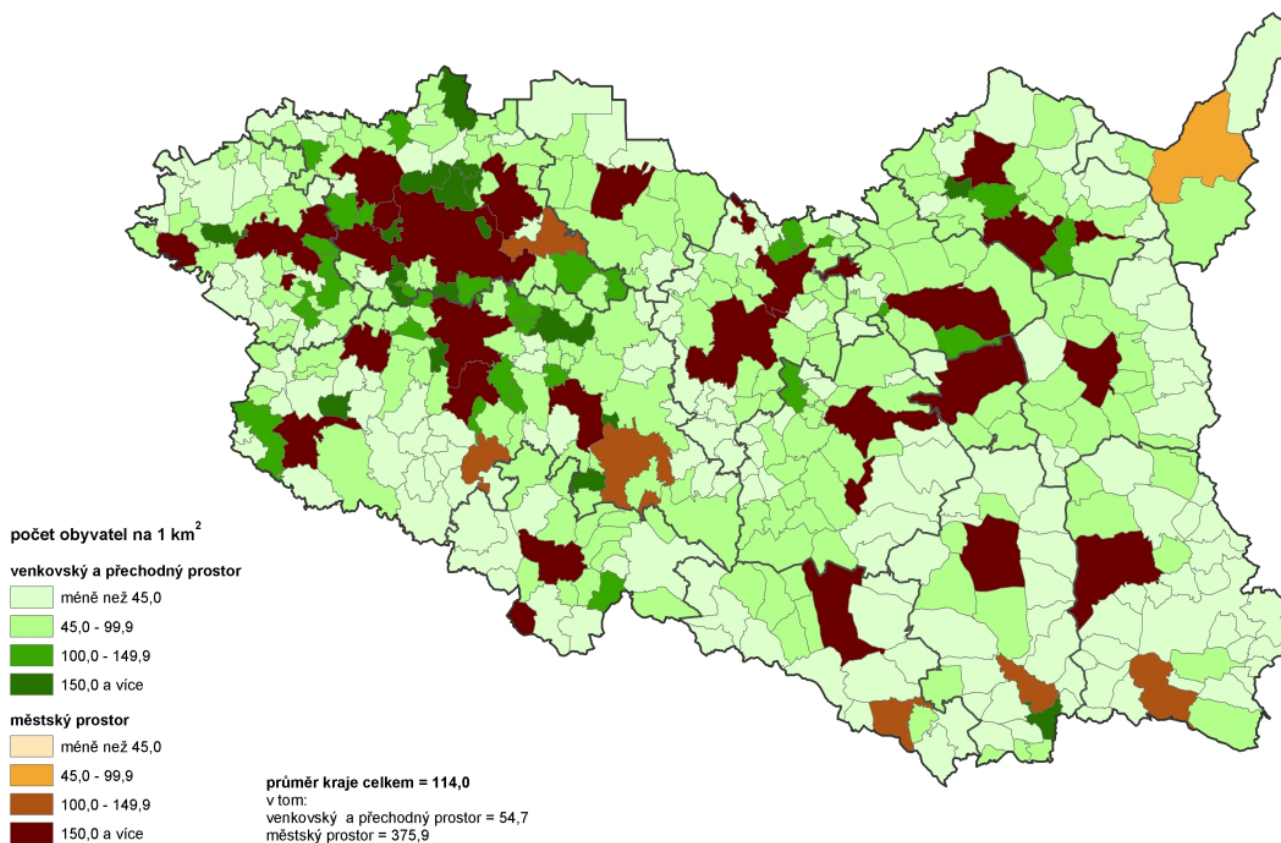 počet obyvatel na 1 km²
venkovský a přechodný prostor
méně než 45,0
45,0 - 99,9
100,0 - 149,9
150,0 a více
městský prostor
méně než 45,0
45,0 - 99,9
100,0 - 149,9
150,0 a více
průměr kraje celkem = 114,0
v tom:
venkovský a přechodný prostor = 54,7
městský prostor = 375,9